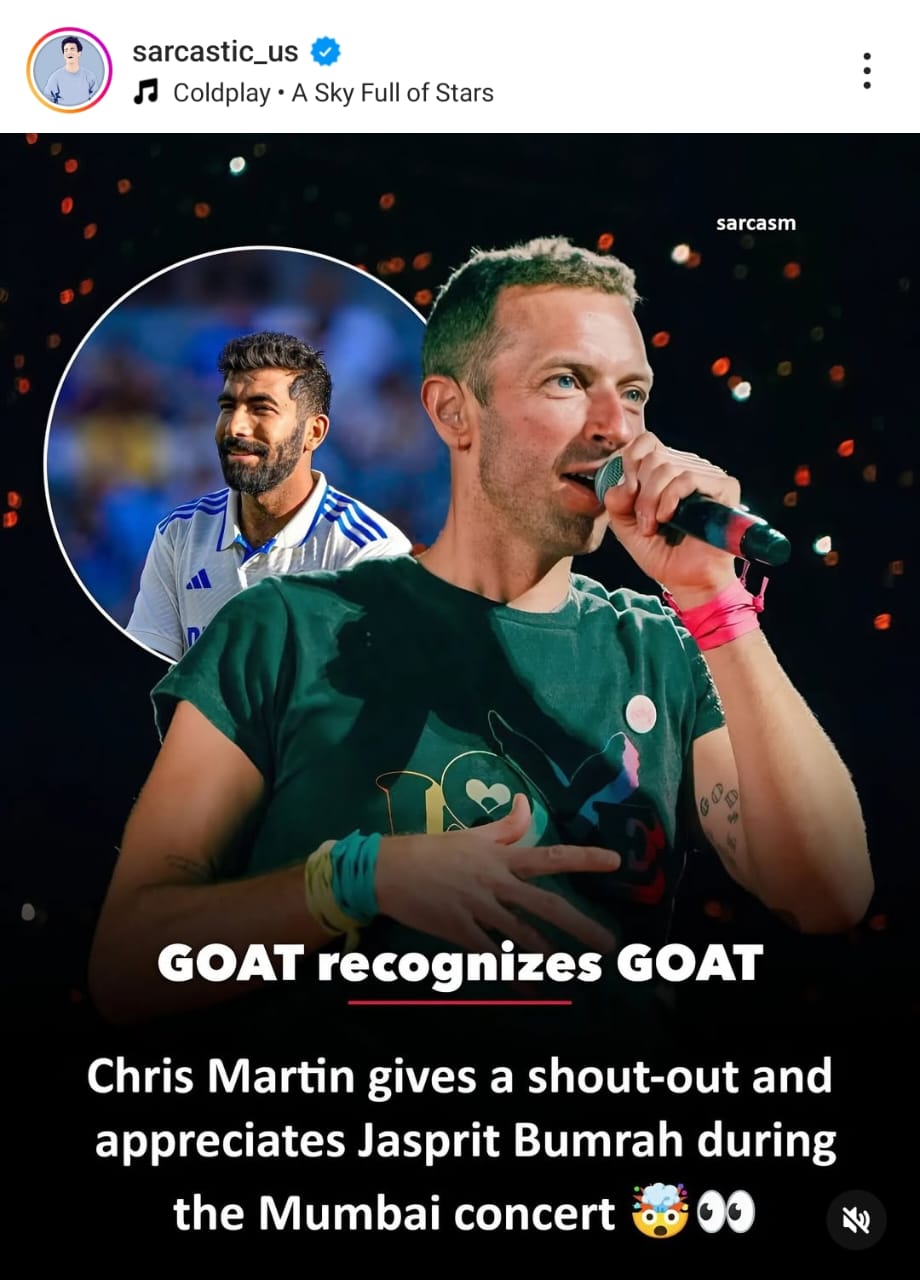 sarcastic_us
Coldplay • A Sky Full of Stars
sarcasm
GOAT recognizes GOAT
Chris Martin gives a shout-out and
appreciates Jasprit Bumrah during
the Mumbai concert 🤯👀